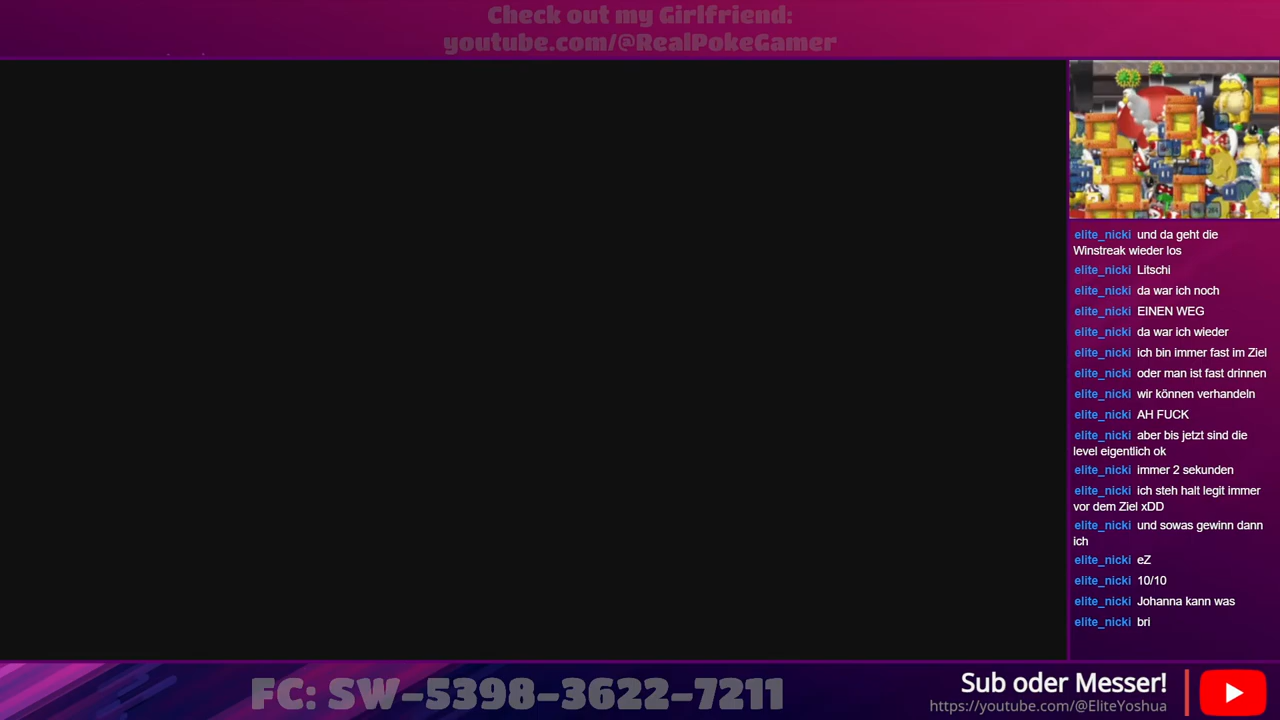 Check out my Girlfriend:
youtube.com/@RealPokeGamer
elite_nicki und da geht die
Winstreak wieder los
elite_nicki Litschi
elite_nicki da war ich noch
elite_nicki EINEN WEG
elite_nicki da war ich wieder
elite_nicki ich bin immer fast im Ziel
elite_nicki oder man ist fast drinnen
elite_nicki wir können verhandeln
elite_nicki AH FUCK
elite_nicki aber bis jetzt sind die
level eigentlich ok
elite_nicki immer 2 sekunden
elite_nicki ich steh halt legit immer
vor dem Ziel xDD
elite_nicki und sowas gewinn dann
ich
elite_nicki eZ
elite_nicki 10/10
elite_nicki Johanna kann was
elite_nicki bri
FC: SW-5398-3622-7211
Sub oder Messer!
https://youtube.com/@EliteYoshua